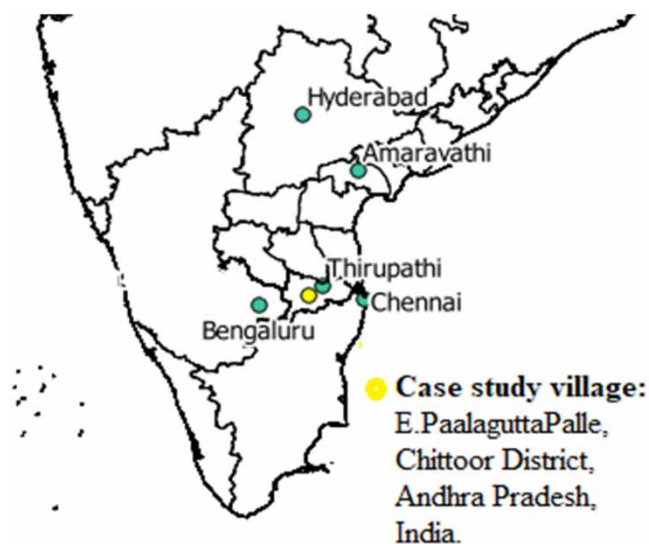 Hyderabad
Amaravathi
Thirupathi
Chennai
Bengaluru
Case study village:
E.PaalaguttaPalle,
Chittoor District,
Andhra Pradesh,
India.